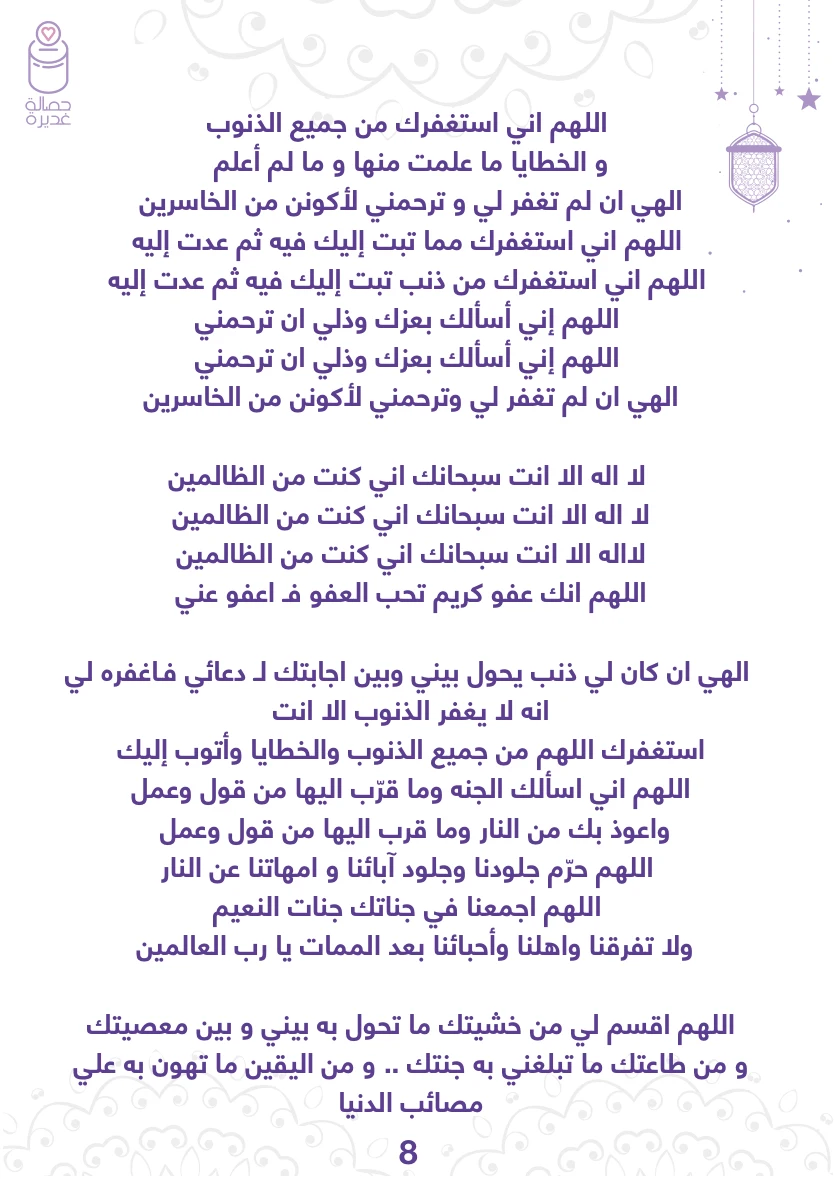 حصالة
غديرة
اللهم اني استغفرك من جميع الذنوب
و الخطايا ما علمت منها و ما لم أعلم
الهي ان لم تغفر لي و ترحمني لأكونن من الخاسرين
اللهم اني استغفرك مما تبت إليك فيه ثم عدت إليه
اللهم اني استغفرك من ذنب تبت إليك فيه ثم عدت إليه
اللهم إني أسألك بعزك وذلي ان ترحمني
اللهم إني أسألك بعزك وذلي ان ترحمني
الهي ان لم تغفر لي وترحمني لأكونن من الخاسرين
لا اله الا انت سبحانك اني كنت من الظالمين
لا اله الا انت سبحانك اني كنت من الظالمين
لااله الا انت سبحانك اني كنت من الظالمين
اللهم انك عفو كريم تحب العفو فـ اعفو عني
الهي ان كان لي ذنب يحول بيني وبين اجابتك لـ دعائي فاغفره لي
انه لا يغفر الذنوب الا انت
استغفرك اللهم من جميع الذنوب والخطايا وأتوب إليك
اللهم اني اسألك الجنه وما قرّب اليها من قول وعمل
واعوذ بك من النار وما قرب اليها من قول وعمل
اللهم حرّم جلودنا وجلود آبائنا و امهاتنا عن النار
اللهم اجمعنا في جناتك جنات النعيم
ولا تفرقنا واهلنا وأحبائنا بعد الممات يا رب العالمين
اللهم اقسم لي من خشيتك ما تحول به بيني و بين معصيتك
و من طاعتك ما تبلغني به جنتك .. و من اليقين ما تهون به علي
مصائب الدنيا
8